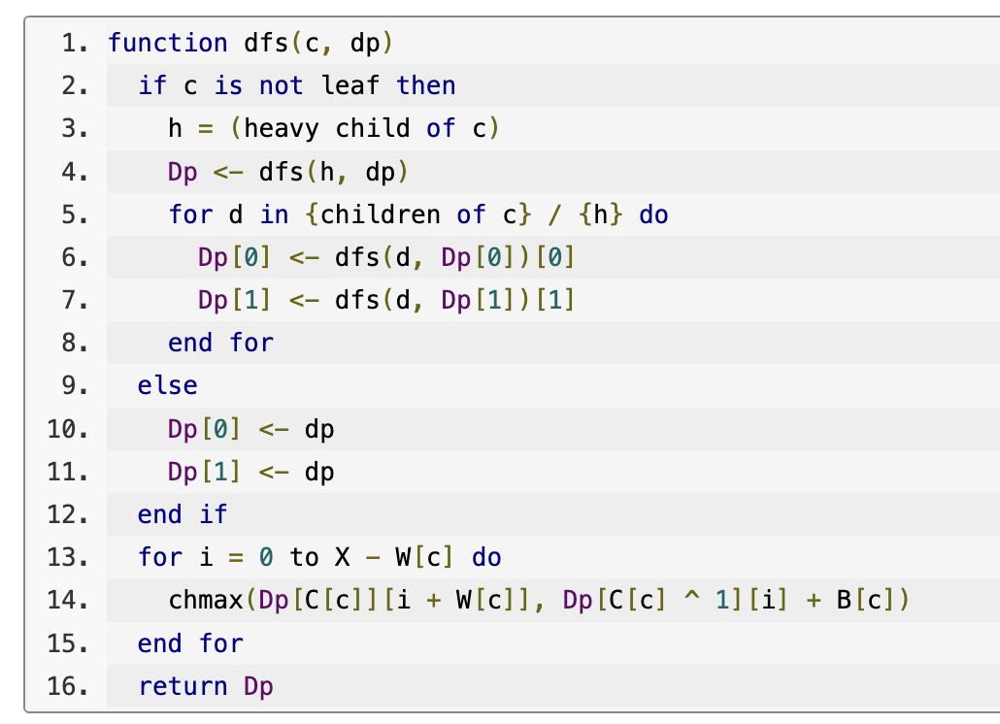 1. function dfs(c, dp)
2.   if c is not leaf then
3.     h = (heavy child of c)
4.     Dp <- dfs(h, dp)
5.     for d in {children of c} / {h} do
6.       Dp[0] <- dfs(d, Dp[0])[0]
7.       Dp[1] <- dfs(d, Dp[1])[1]
8.     end for
9.   else
10.     Dp[0] <- dp
11.     Dp[1] <- dp
12.   end if
13.   for i = 0 to X - W[c] do
14.     chmax(Dp[C[c]][i + W[c]], Dp[C[c] ^ 1][i] + B[c])
15.   end for
16.   return Dp